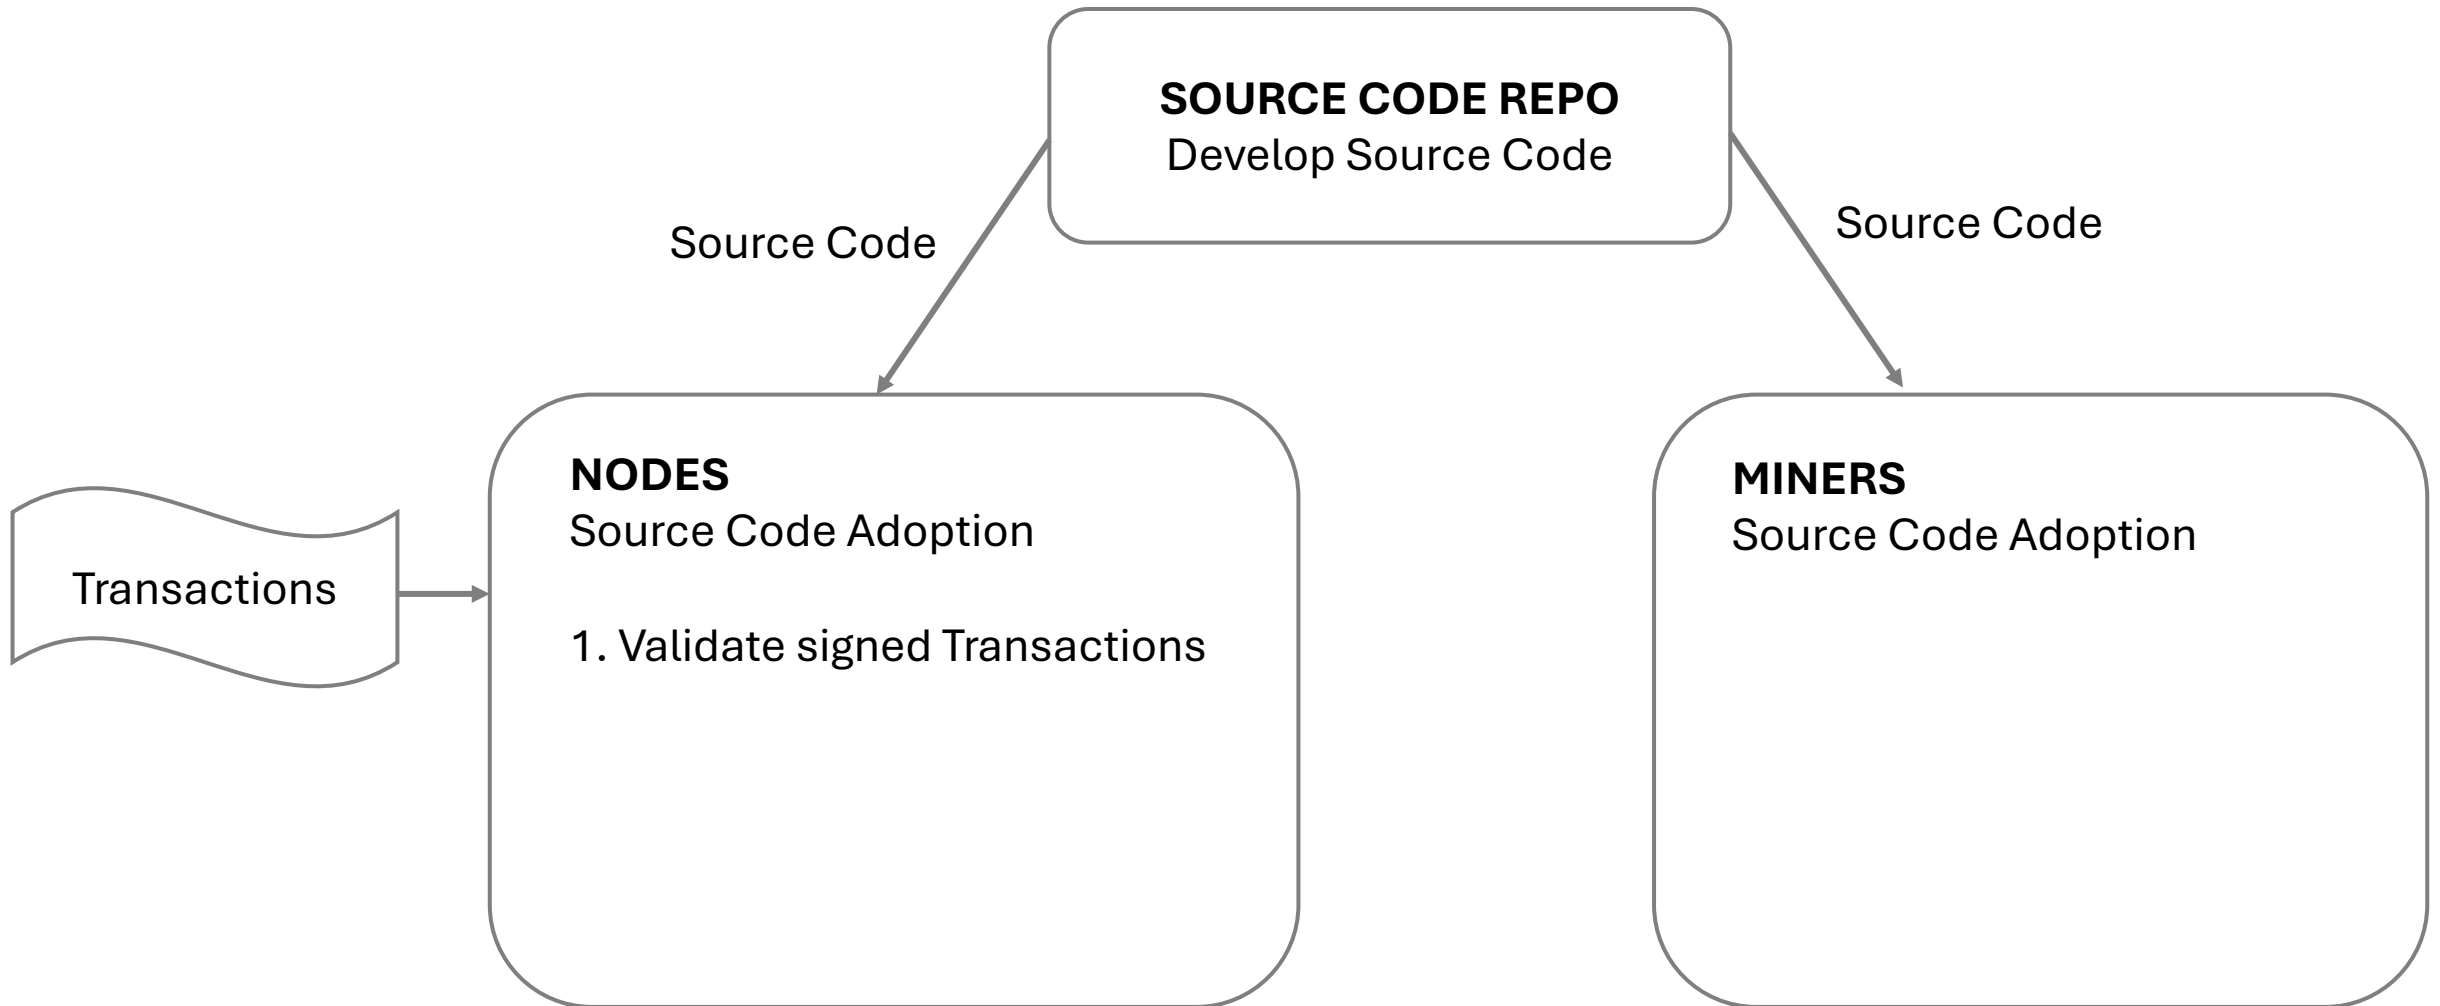 SOURCE CODE REPO
Develop Source Code
Source Code
Source Code
NODES
Source Code Adoption
1. Validate signed Transactions
MINERS
Source Code Adoption
Transactions